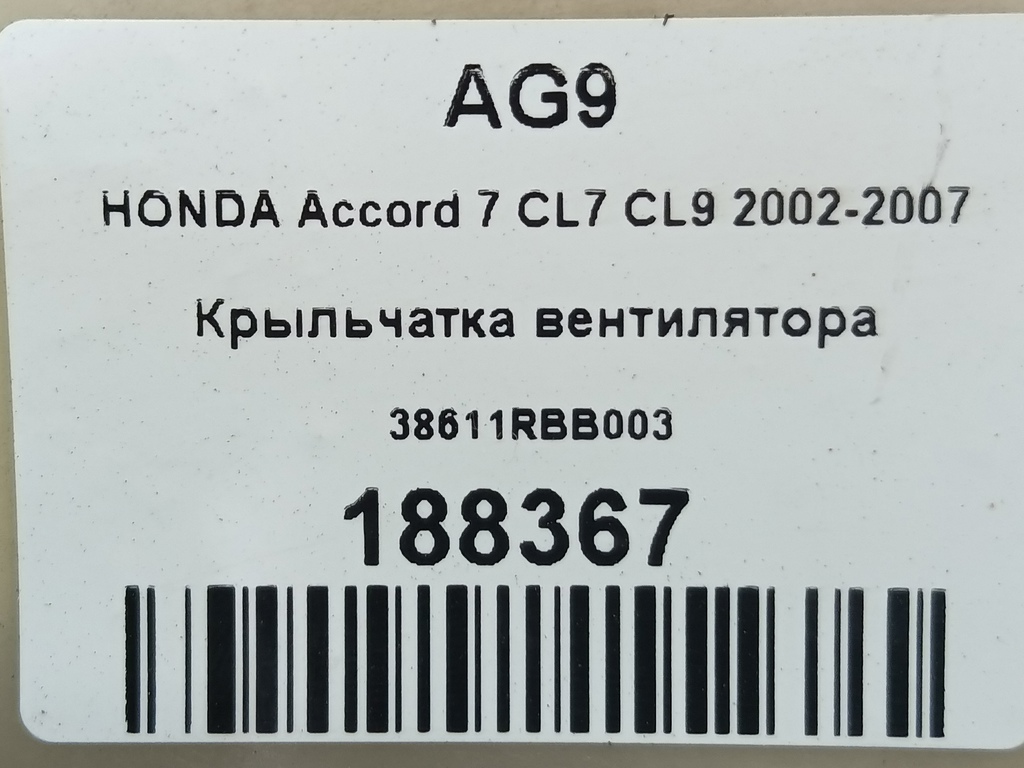 AG9
HONDA Accord 7 CL7 CL9 2002-2007
Крыльчатка вентилятора
38611RBB003
188367